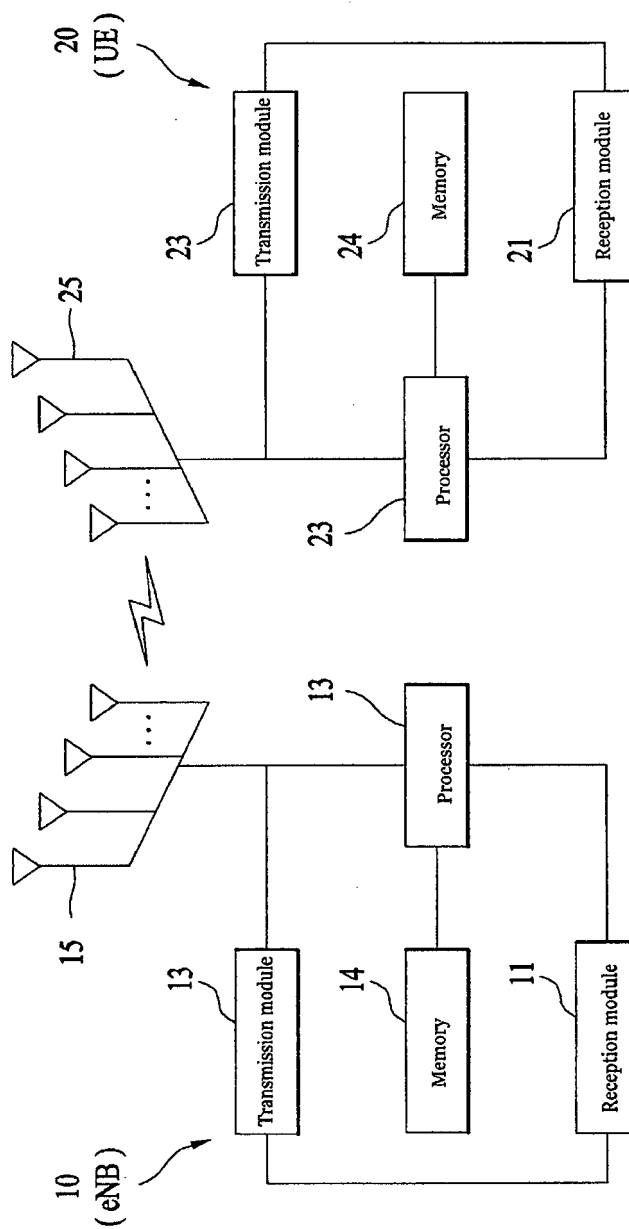 10
( eNB )
15
13
Transmission module
14
Memory
13
Processor
11
Reception module
20
( UE )
25
23
Transmission module
24
Memory
23
Processor
21
Reception module